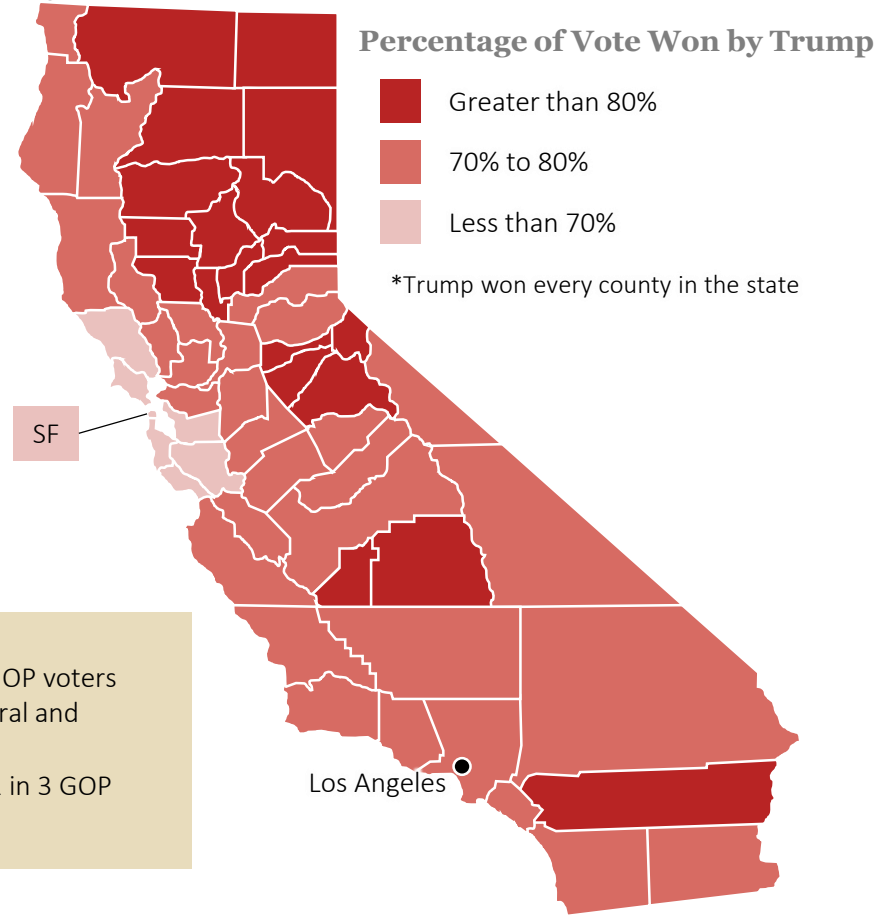 Percentage of Vote Won by Trump
Greater than 80%
70% to 80%
Less than 70%
*Trump won every county in the state
SF
OP voters
ral and
in 3 GOP
Los Angeles